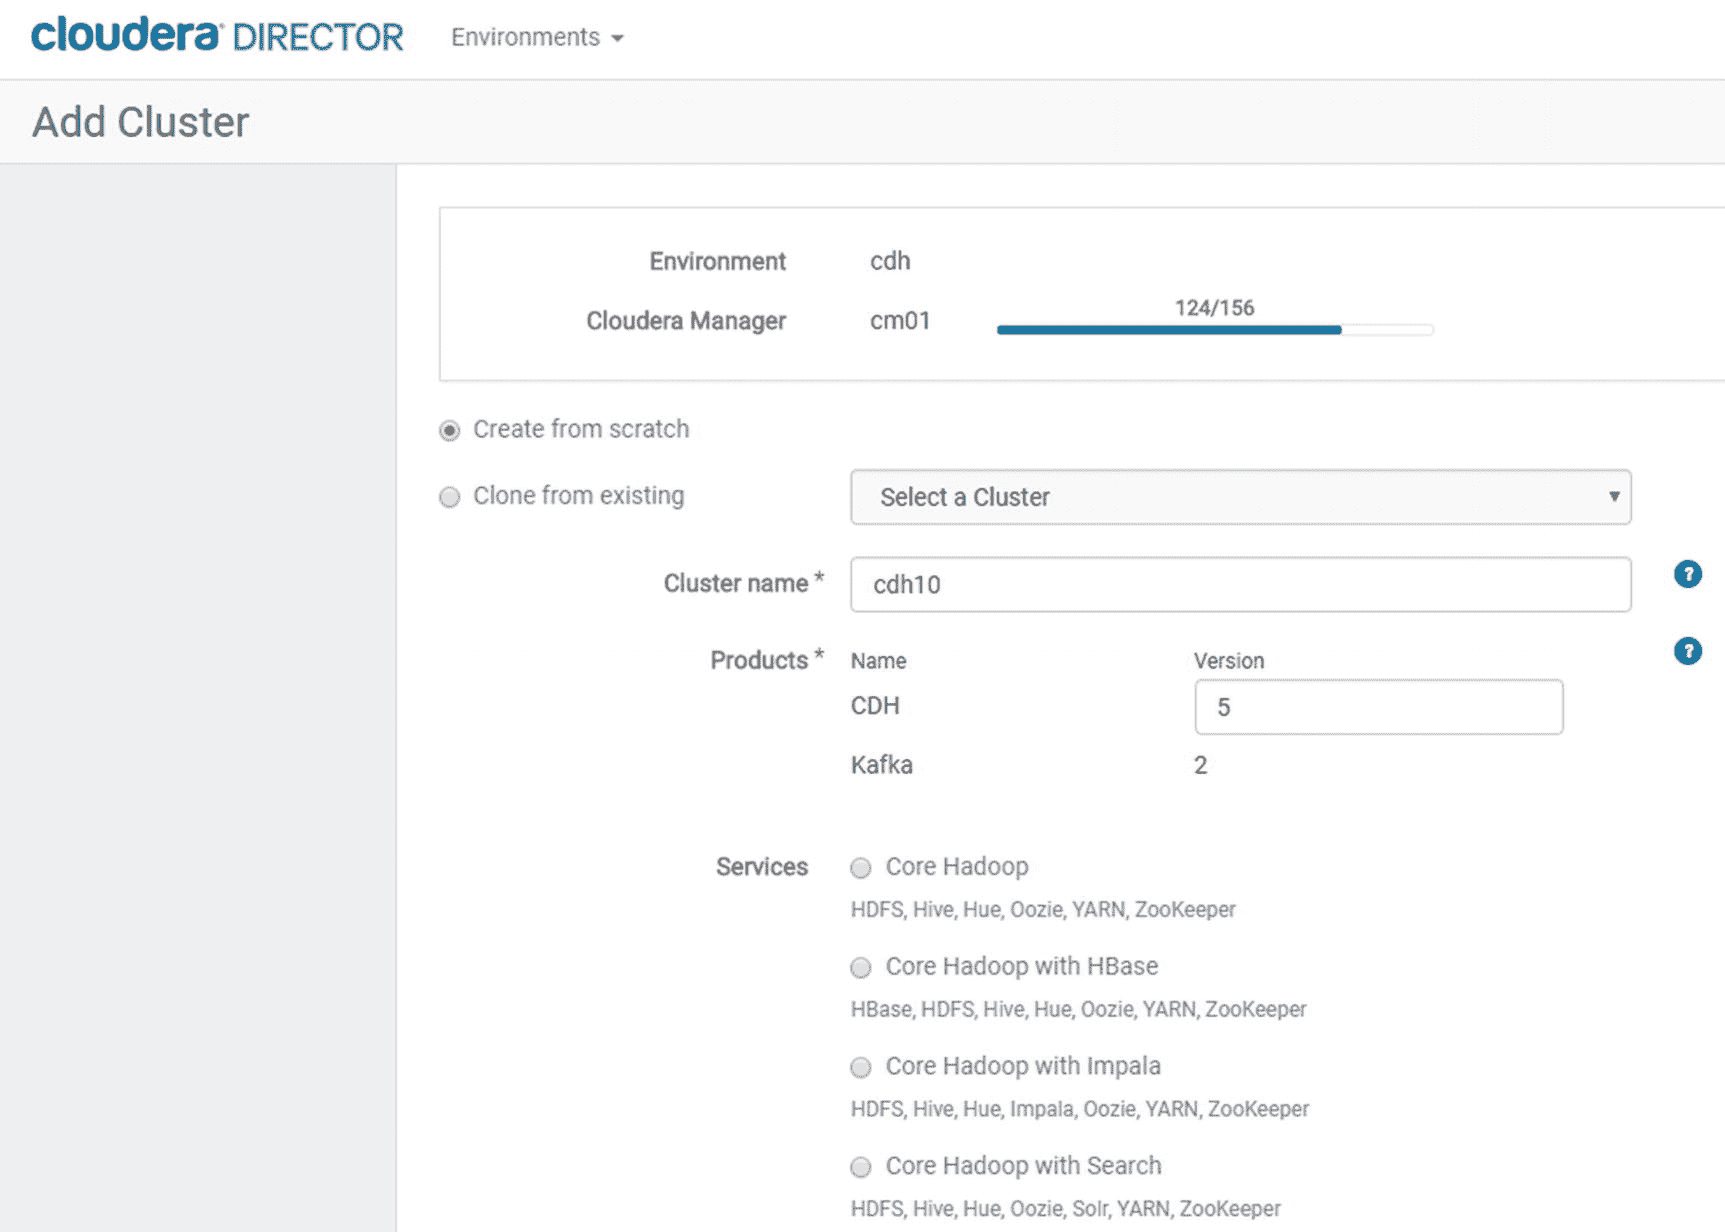 cloudera DIRECTOR Environments
Add Cluster
Environment cdh
124/156
Cloudera Manager cm01
Create from scratch
Clone from existing Select a Cluster
Cluster name * cdh10 ?
Products * Name Version ?
CDH 5
Kafka 2
Services Core Hadoop
HDFS, Hive, Hue, Oozie, YARN, ZooKeeper
Core Hadoop with HBase
HBase, HDFS, Hive, Hue, Oozie, YARN, ZooKeeper
Core Hadoop with Impala
HDFS, Hive, Hue, Impala, Oozie, YARN, ZooKeeper
Core Hadoop with Search
HDFS, Hive, Hue, Oozie, Solr, YARN, ZooKeeper